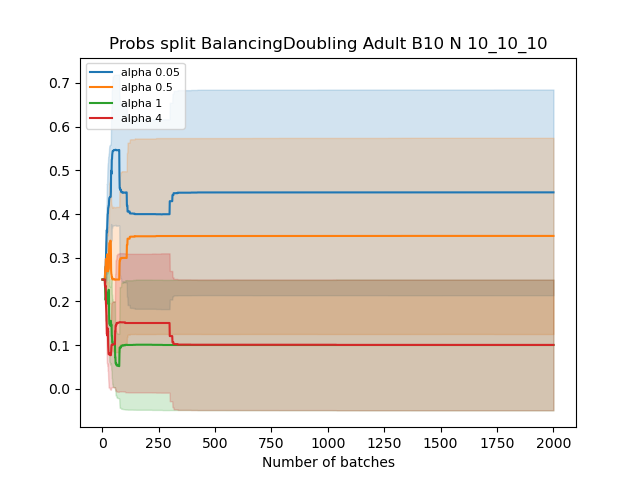 Probs split BalancingDoubling Adult B10 N 10_10_10
alpha 0.05
alpha 0.5
alpha 1
alpha 4
0.7
0.6
0.5
0.4
0.3
0.2
0.1
0.0
0 250 500 750 1000 1250 1500 1750 2000
Number of batches